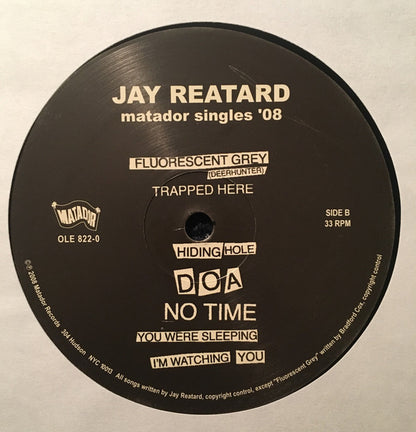 JAY REATARD
matador singles '08
FLUORESCENT GREY
(DEERHUNTER)
TRAPPED HERE
MATADOR
OLE 822-0
SIDE B
33 RPM
HIDING HOLE
DOA
NO TIME
YOU WERE SLEEPING
I'M WATCHING YOU
©℗ 2008 Matador Records 304 Hudson NYC 10013 All songs written by Jay Reatard, copyright control, except "Fluorescent Grey" written by Bradford Cox, copyright control